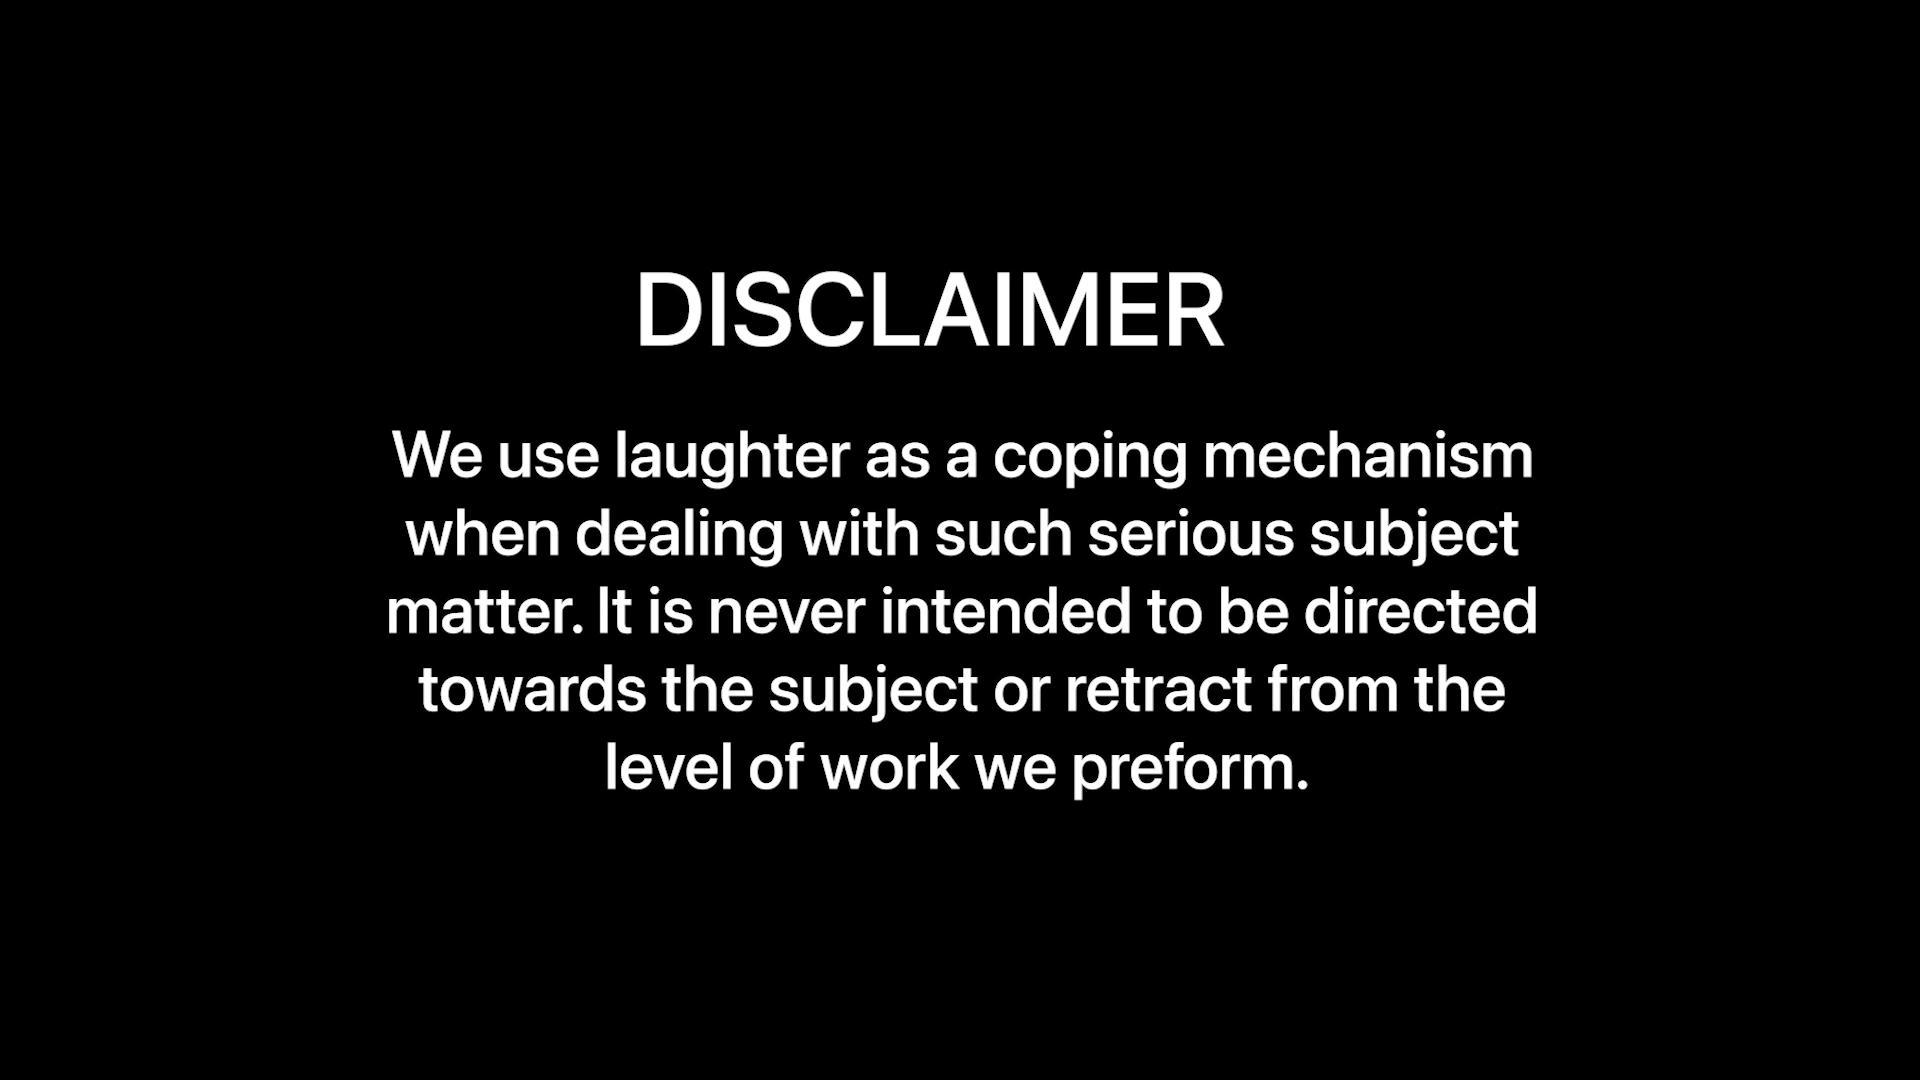 DISCLAIMER
We use laughter as a coping mechanism
when dealing with such serious subject
matter. It is never intended to be directed
towards the subject or retract from the
level of work we preform.